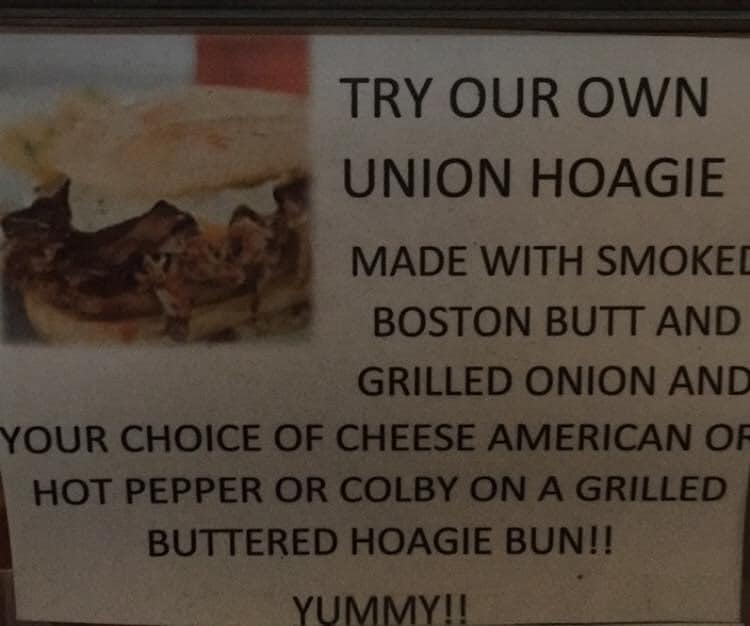 TRY OUR OWN
UNION HOAGIE
MADE WITH SMOKED
BOSTON BUTT AND
GRILLED ONION AND
YOUR CHOICE OF CHEESE AMERICAN OR
HOT PEPPER OR COLBY ON A GRILLED
BUTTERED HOAGIE BUN!!
YUMMY!!